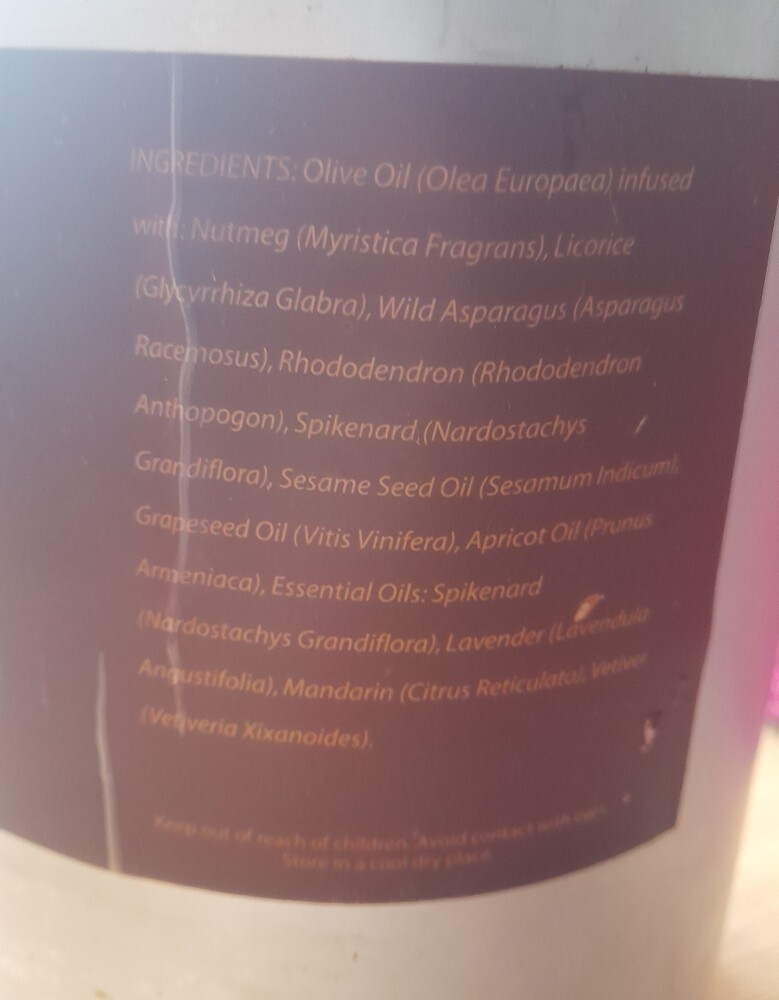 INGREDIENTS: Olive Oil (Olea Europaea) infused
with: Nutmeg (Myristica Fragrans), Licorice
(Glycyrrhiza Glabra), Wild Asparagus (Asparagus
Racemosus), Rhododendron (Rhododendron
Anthopogon), Spikenard (Nardostachys
Grandiflora), Sesame Seed Oil (Sesamum Indicum),
Grapeseed Oil (Vitis Vinifera), Apricot Oil (Prunus
Armeniaca), Essential Oils: Spikenard
(Nardostachys Grandiflora), Lavender (Lavendula
Angustifolia), Mandarin (Citrus Reticulata), Vetiver
(Vetiveria Xixanoides).
Keep out of reach of children. Avoid contact with eyes.
Store in a cool dry place.